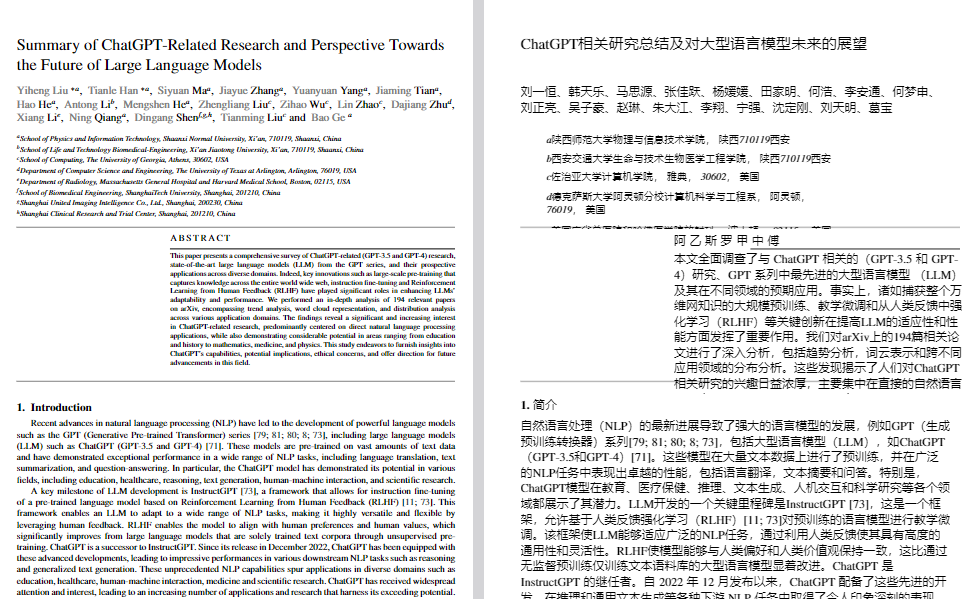 Summary of ChatGPT-Related Research and Perspective Towards
the Future of Large Language Models
Yiheng Liu *a, Tianle Han *a, Siyuan Ma a, Jiayue Zhang a, Yuanyuan Yang a, Jiaming Tian a,
Hao He a, Antong Li b, Mengshen He a, Zhengliang Liu c, Zihao Wu c, Lin Zhao c, Dajiang Zhu d,
Xiang Li e, Ning Qiang a, Dingang Shen f,g,h, Tianming Liu c and Bao Ge a
a School of Physics and Information Technology, Shaanxi Normal University, Xi'an, 710119, Shaanxi, China
b School of Life and Technology Biomedical-Engineering, Xi'an Jiaotong University, Xi'an, 710119, Shaanxi, China
c School of Computing, The University of Georgia, Athens, 30602, USA
d Department of Computer Science and Engineering, The University of Texas at Arlington, Arlington, 76019, USA
e Department of Radiology, Massachusetts General Hospital and Harvard Medical School, Boston, 02115, USA
f School of Biomedical Engineering, ShanghaiTech University, Shanghai, 201210, China
g Shanghai United Imaging Intelligence Co., Ltd., Shanghai, 200230, China
h Shanghai Clinical Research and Trial Center, Shanghai, 201210, China
ABSTRACT
This paper presents a comprehensive survey of ChatGPT-related (GPT-3.5 and GPT-4) research,
state-of-the-art large language models (LLM) from the GPT series, and their prospective
applications across diverse domains. Indeed, key innovations such as large-scale pre-training that
captures knowledge across the entire world wide web, instruction fine-tuning and Reinforcement
Learning from Human Feedback (RLHF) have played significant roles in enhancing LLMs'
adaptability and performance. We performed an in-depth analysis of 194 relevant papers
on arXiv, encompassing trend analysis, word cloud representation, and distribution analysis
across various application domains. The findings reveal a significant and increasing interest
in ChatGPT-related research, predominantly centered on direct natural language processing
applications, while also demonstrating considerable potential in areas ranging from education
and history to mathematics, medicine, and physics. This study endeavors to furnish insights into
ChatGPT's capabilities, potential implications, ethical concerns, and offer direction for future
advancements in this field.
1. Introduction
Recent advances in natural language processing (NLP) have led to the development of powerful language models
such as the GPT (Generative Pre-trained Transformer) series [79; 81; 80; 8; 73], including large language models
(LLM) such as ChatGPT (GPT-3.5 and GPT-4) [71]. These models are pre-trained on vast amounts of text data
and have demonstrated exceptional performance in a wide range of NLP tasks, including language translation, text
summarization, and question-answering. In particular, the ChatGPT model has demonstrated its potential in various
fields, including education, healthcare, reasoning, text generation, human-machine interaction, and scientific research.
A key milestone of LLM development is InstructGPT [73], a framework that allows for instruction fine-tuning
of a pre-trained language model based on Reinforcement Learning from Human Feedback (RLHF) [11; 73]. This
framework enables an LLM to adapt to a wide range of NLP tasks, making it highly versatile and flexible by
leveraging human feedback. RLHF enables the model to align with human preferences and human values, which
significantly improves from large language models that are solely trained text corpora through unsupervised pre-
training. ChatGPT is a successor to InstructGPT. Since its release in December 2022, ChatGPT has been equipped with
these advanced developments, leading to impressive performances in various downstream NLP tasks such as reasoning
and generalized text generation. These unprecedented NLP capabilities spur applications in diverse domains such as
education, healthcare, human-machine interaction, medicine and scientific research. ChatGPT has received widespread
attention and interest, leading to an increasing number of applications and research that harness its exceeding potential.
ChatGPT相关研究总结及对大型语言模型未来的展望
刘一恒、韩天乐、马思源、张佳跃、杨媛媛、田家明、何浩、李安通、何梦申、
刘正亮、吴子豪、赵琳、朱大江、李翔、宁强、沈定刚、刘天明、葛宝
a陕西师范大学物理与信息技术学院， 陕西710119西安
b西安交通大学生命与技术生物医学工程学院， 陕西710119西安
c佐治亚大学计算机学院， 雅典， 30602， 美国
d德克萨斯大学阿灵顿分校计算机科学与工程系， 阿灵顿，
76019， 美国
阿乙斯罗甲中傅
本文全面调查了与 ChatGPT 相关的（GPT-3.5 和 GPT-
4）研究、GPT 系列中最先进的大型语言模型 （LLM）
及其在不同领域的预期应用。事实上，诸如捕获整个万
维网知识的大规模预训练、教学微调和从人类反馈中强
化学习（RLHF）等关键创新在提高LLM的适应性和性
能方面发挥了重要作用。我们对arXiv上的194篇相关论
文进行了深入分析，包括趋势分析，词云表示和跨不同
应用领域的分布分析。这些发现揭示了人们对ChatGPT
相关研究的兴趣日益浓厚，主要集中在直接的自然语言
1. 简介
自然语言处理（NLP）的最新进展导致了强大的语言模型的发展，例如GPT（生成
预训练转换器）系列[79; 81; 80; 8; 73]，包括大型语言模型（LLM），如ChatGPT
（GPT-3.5和GPT-4）[71]。这些模型在大量文本数据上进行了预训练，并在广泛
的NLP任务中表现出卓越的性能，包括语言翻译，文本摘要和问答。特别是，
ChatGPT模型在教育、医疗保健、推理、文本生成、人机交互和科学研究等各个领
域都展示了其潜力。LLM开发的一个关键里程碑是InstructGPT [73]，这是一个框
架，允许基于人类反馈强化学习（RLHF）[11; 73]对预训练的语言模型进行教学微
调。该框架使LLM能够适应广泛的NLP任务，通过利用人类反馈使其具有高度的
通用性和灵活性。RLHF使模型能够与人类偏好和人类价值观保持一致，这比通过
无监督预训练仅训练文本语料库的大型语言模型显着改进。ChatGPT 是
InstructGPT 的继任者。自 2022 年 12 月发布以来，ChatGPT 配备了这些先进的开
发，在推理和通用文本生成等各种下游 NLP 任务中取得了令人印象深刻的表现